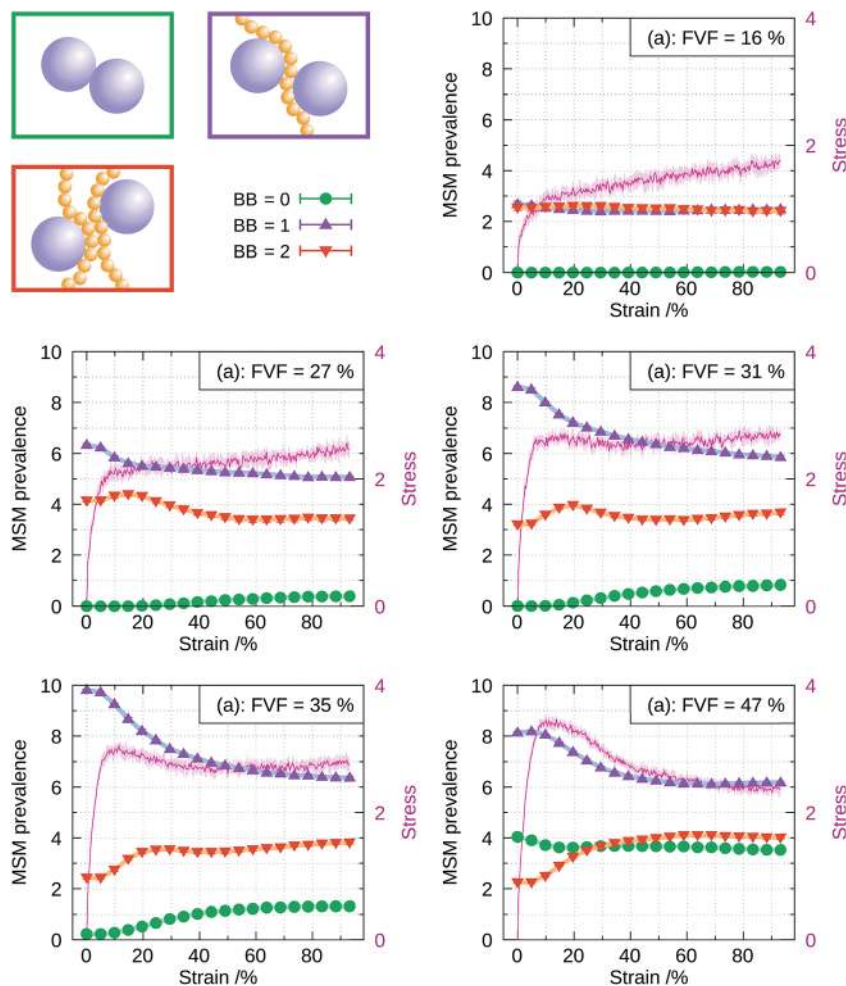 BB = 0
BB = 1
BB = 2
(a): FVF = 16 %
MSM prevalence
10
8
6
4
2
0
4
2
0
Stress
0 20 40 60 80
Strain /%
(a): FVF = 27 %
MSM prevalence
10
8
6
4
2
0
4
2
0
Stress
0 20 40 60 80
Strain /%
(a): FVF = 31 %
MSM prevalence
10
8
6
4
2
0
4
2
0
Stress
0 20 40 60 80
Strain /%
(a): FVF = 35 %
MSM prevalence
10
8
6
4
2
0
4
2
0
Stress
0 20 40 60 80
Strain /%
(a): FVF = 47 %
MSM prevalence
10
8
6
4
2
0
4
2
0
Stress
0 20 40 60 80
Strain /%